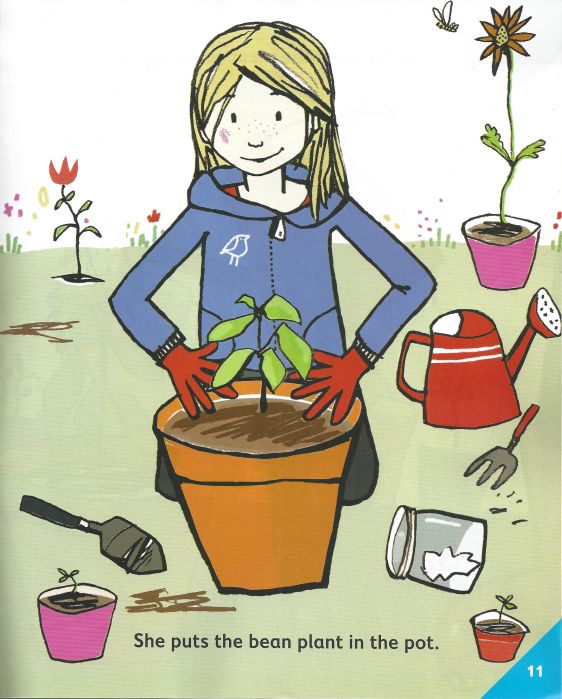 She puts the bean plant in the pot.
11